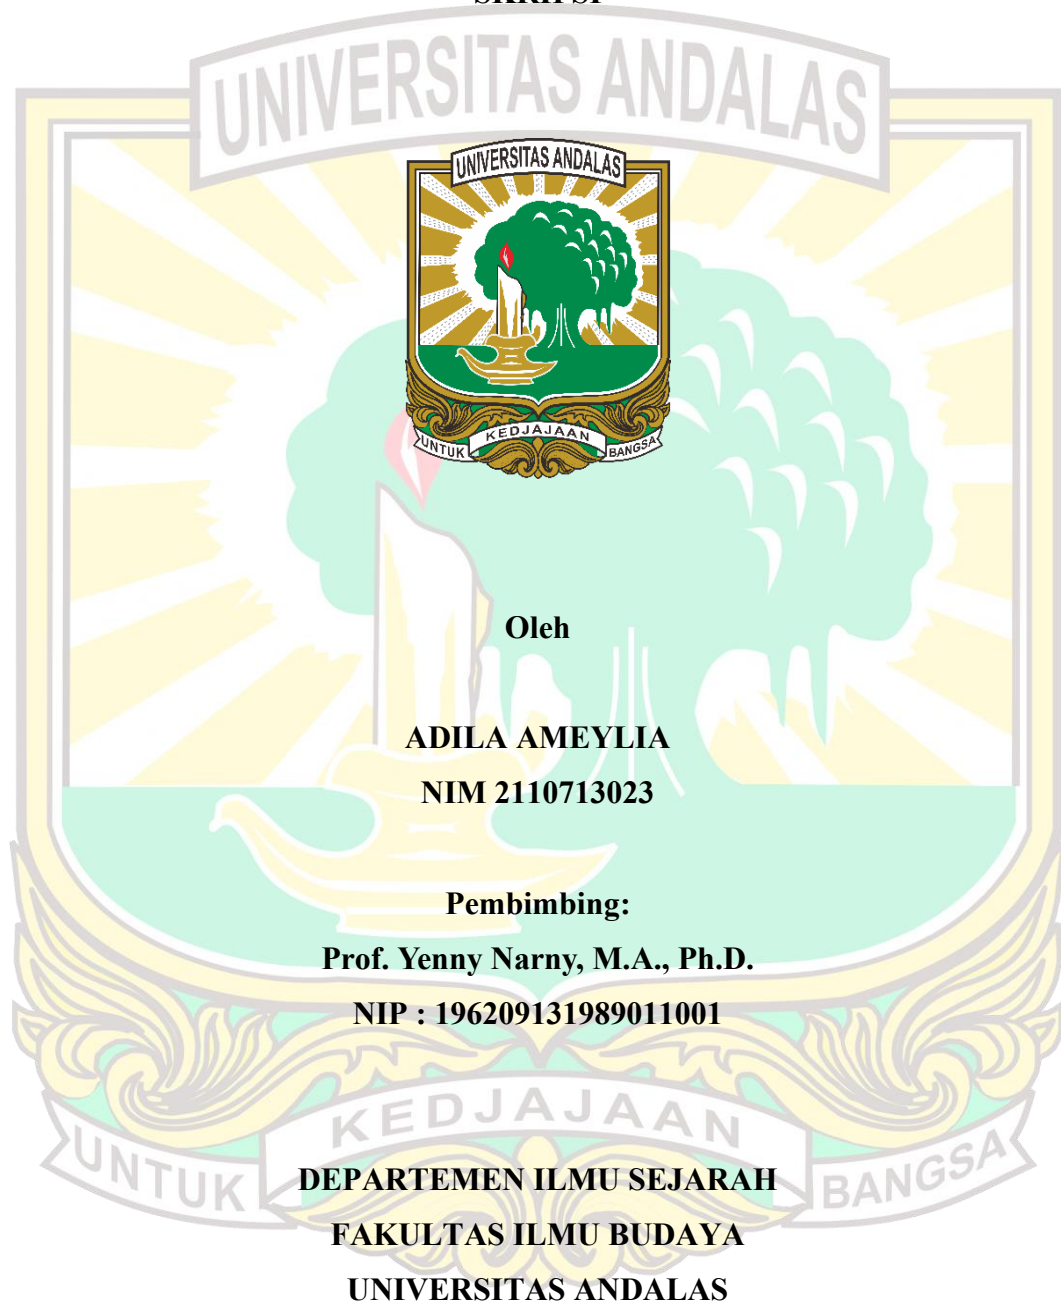 UNIVERSITAS ANDALAS
UNIVERSITAS ANDALAS
UNTUK KEDJAJAAN BANGSA
Oleh
ADILA AMEYLIA
NIM 2110713023
Pembimbing:
Prof. Yenny Narny, M.A., Ph.D.
NIP : 196209131989011001
UNTUK KEDJAJAAN BANGSA
DEPARTEMEN ILMU SEJARAH
FAKULTAS ILMU BUDAYA
UNIVERSITAS ANDALAS